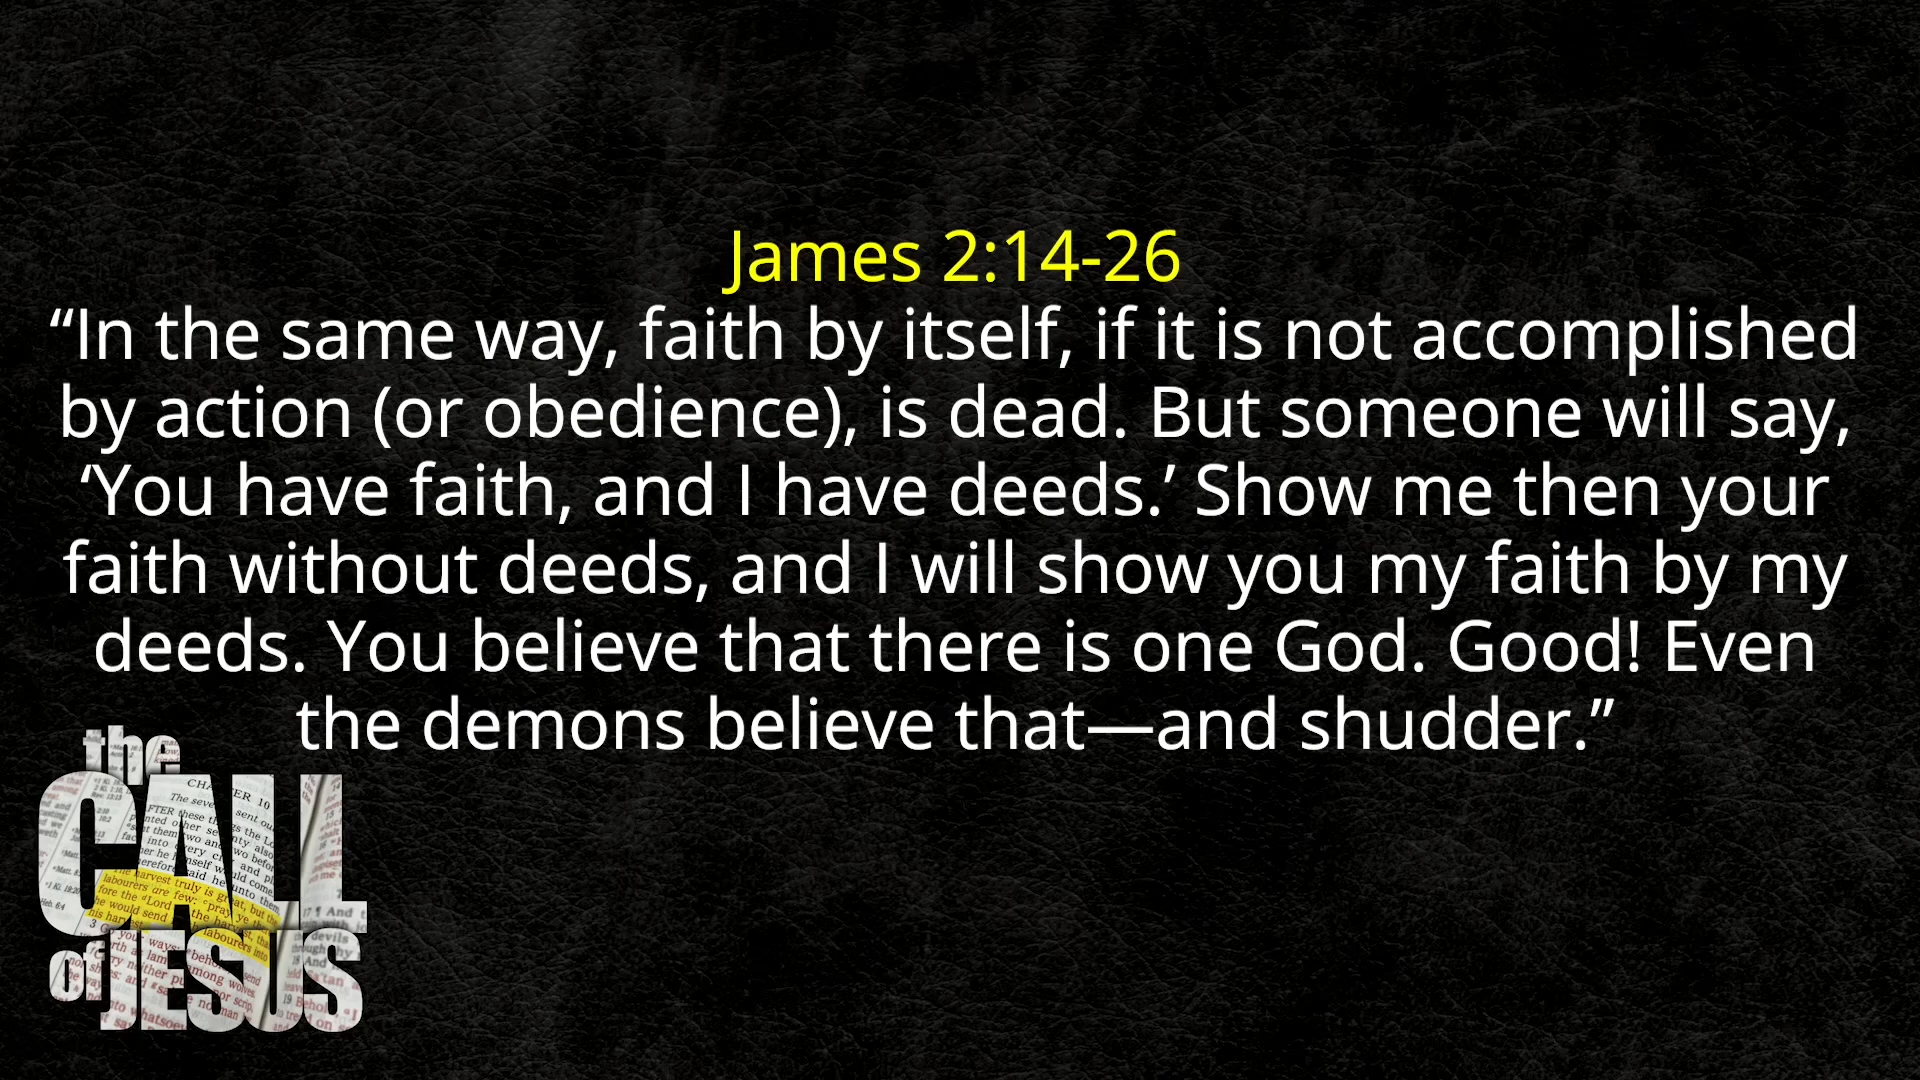 James 2:14-26
“In the same way, faith by itself, if it is not accomplished
by action (or obedience), is dead. But someone will say,
‘You have faith, and I have deeds.’ Show me then your
faith without deeds, and I will show you my faith by my
deeds. You believe that there is one God. Good! Even
the demons believe that—and shudder.”
the
CALL
of JESUS